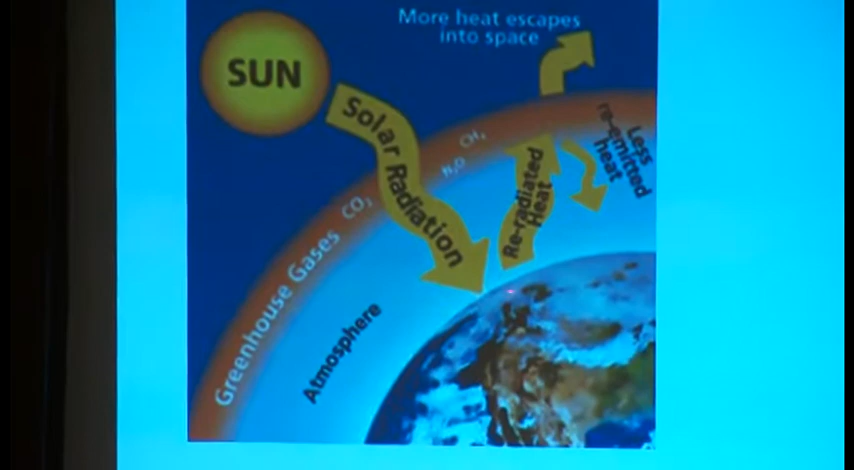 SUN
More heat escapes
into space
Solar Radiation
CH₄
N₂O
CO₂
Greenhouse Gases
Re-radiated
Heat
Less
re-emitted
heat
Atmosphere